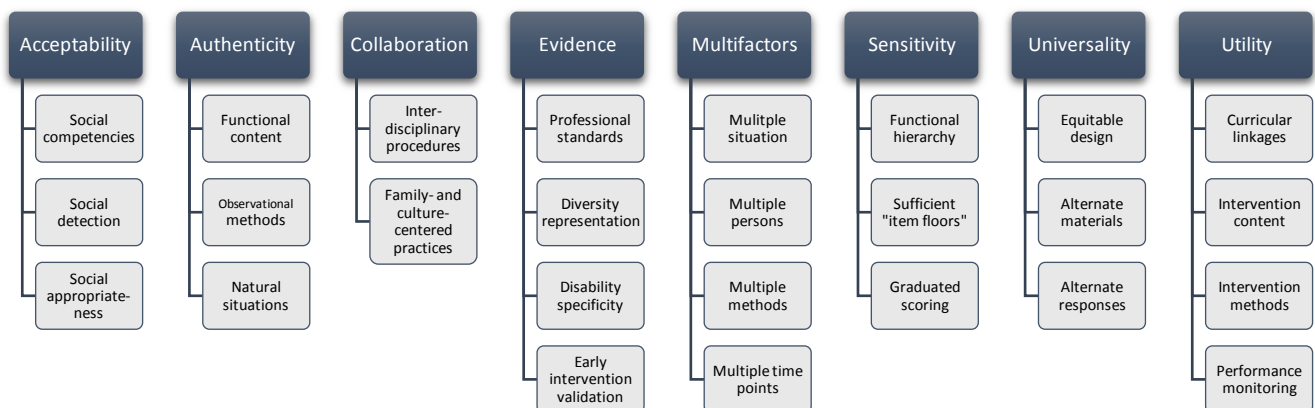 Acceptability
Social
competencies
Social
detection
Social
appropriate-
ness
Authenticity
Functional
content
Observational
methods
Natural
situations
Collaboration
Inter-
disciplinary
procedures
Family- and
culture-
centered
practices
Evidence
Professional
standards
Diversity
representation
Disability
specificity
Early
intervention
validation
Multifactors
Mulitple
situation
Multiple
persons
Multiple
methods
Multiple time
points
Sensitivity
Functional
hierarchy
Sufficient
"item floors"
Graduated
scoring
Universality
Equitable
design
Alternate
materials
Alternate
responses
Utility
Curricular
linkages
Intervention
content
Intervention
methods
Performance
monitoring